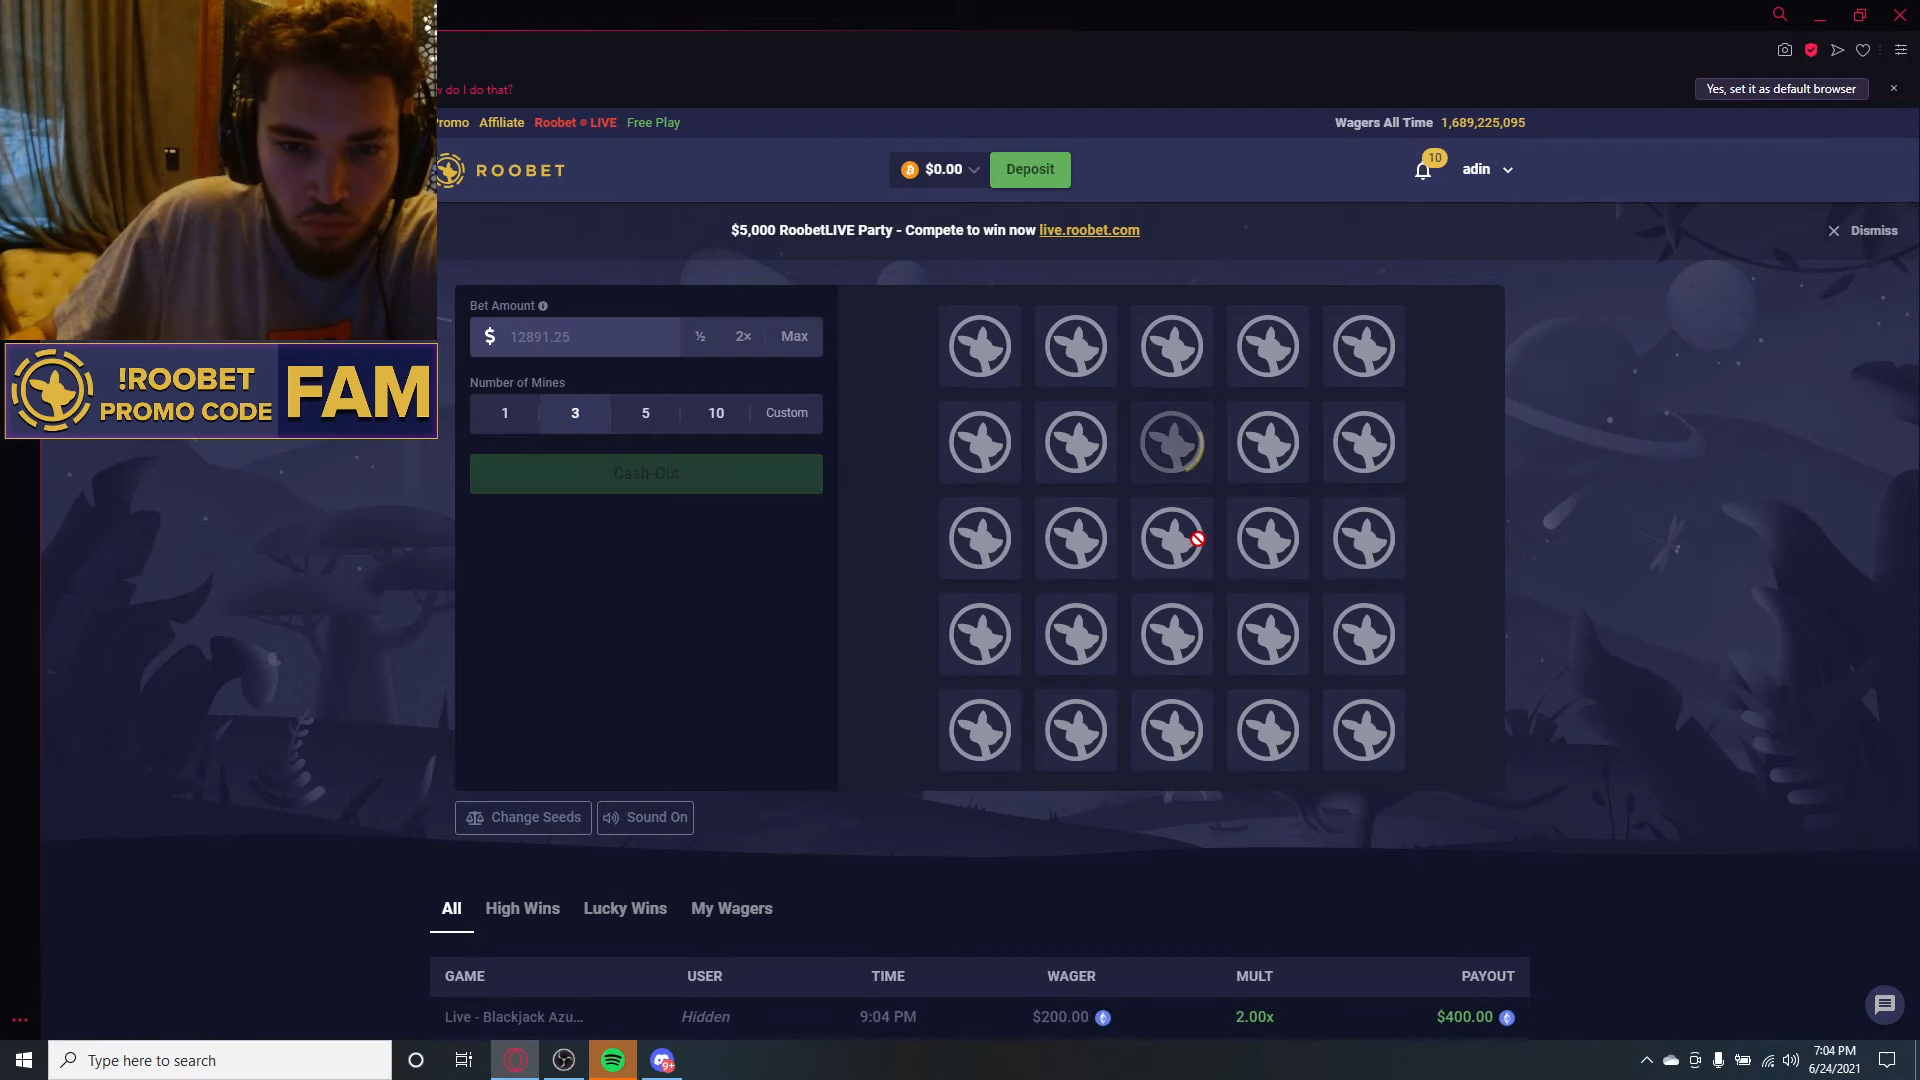 w do I do that?
Yes, set it as default browser
Promo Affiliate Roobet LIVE Free Play
Wagers All Time 1,689,225,095
ROOBET
$0.00
Deposit
10
adin
$5,000 RoobetLIVE Party - Compete to win now live.roobet.com
Dismiss
!ROOBET
PROMO CODE
FAM
Bet Amount
$ 12891.25 ½ 2× Max
Number of Mines
1 3 5 10 Custom
Cash-Out
Change Seeds
Sound On
All High Wins Lucky Wins My Wagers
GAME USER TIME WAGER MULT PAYOUT
Live - Blackjack Azu... Hidden 9:04 PM $200.00 2.00x $400.00
Type here to search
9+
7:04 PM
6/24/2021